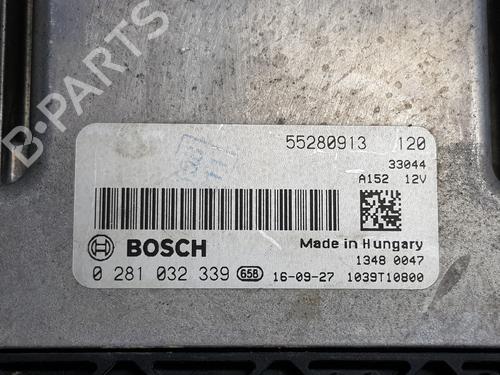 B-PARTS
55280913 120
33044
A152 12V
BOSCH
Made in Hungary
1348 0047
0 281 032 339 658 16-09-27 1039T10800